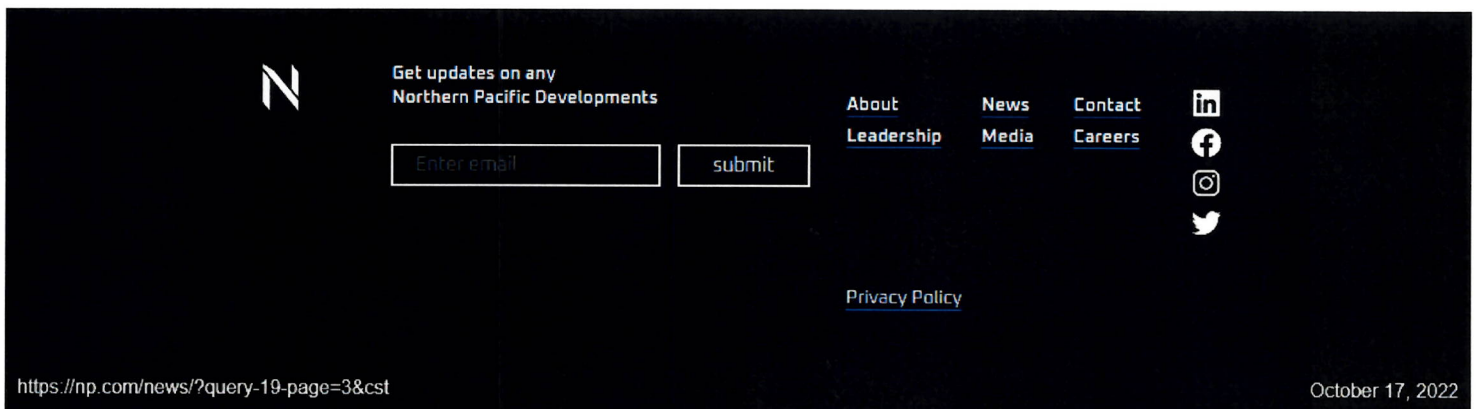 N
Get updates on any
Northern Pacific Developments
Enter email
submit
About
News
Contact
Leadership
Media
Careers
in
Privacy Policy
https://np.com/news/?query-19-page=3&cst
October 17, 2022